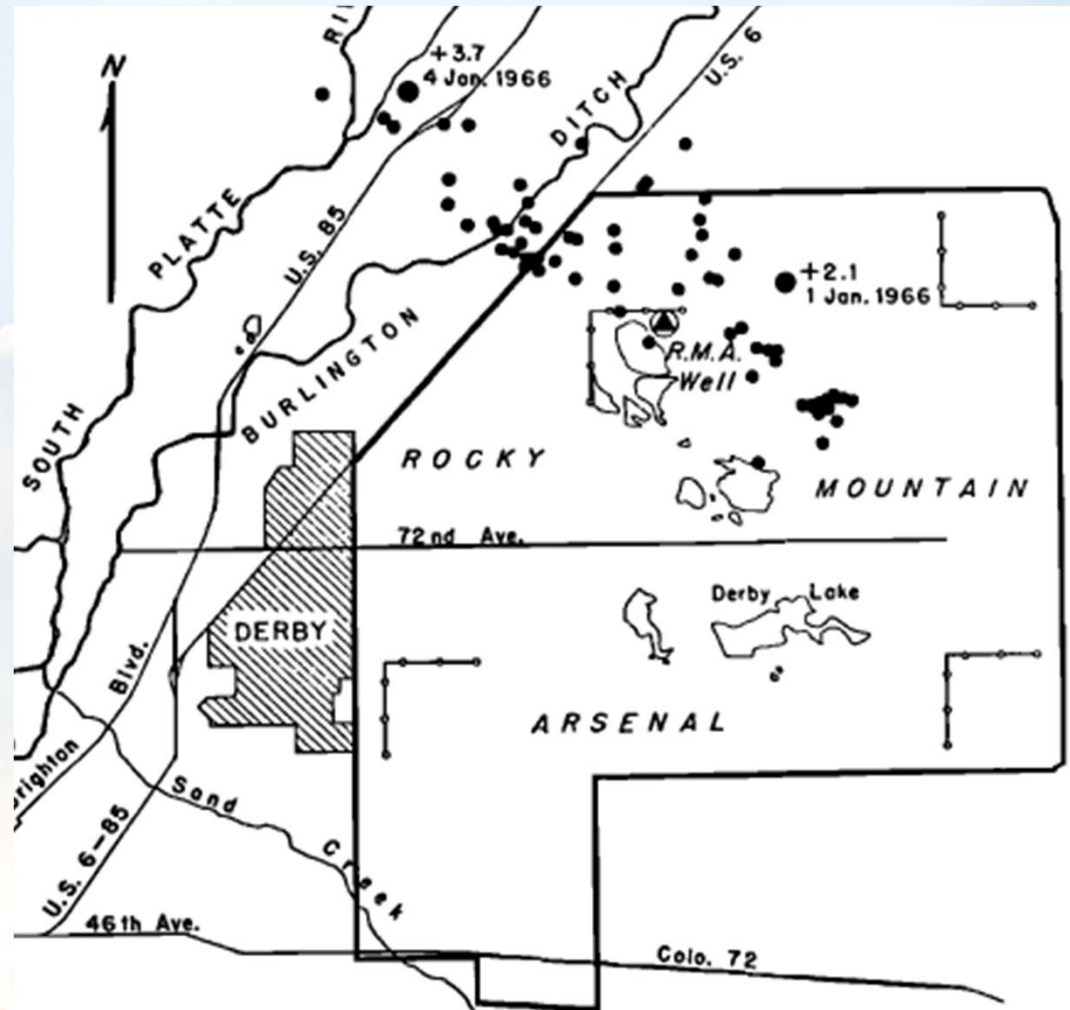 N
RI
+3.7
4 Jan. 1966
U.S. 6
DITCH
PLATTE
U.S. 85
+2.1
1 Jan. 1966
BURLINGTON
R.M.A.
Well
SOUTH
ROCKY
MOUNTAIN
72nd Ave.
Derby Lake
DERBY
Blvd.
ARSENAL
Brighton
Sand
Creek
U.S. 6-85
46th Ave.
Colo. 72